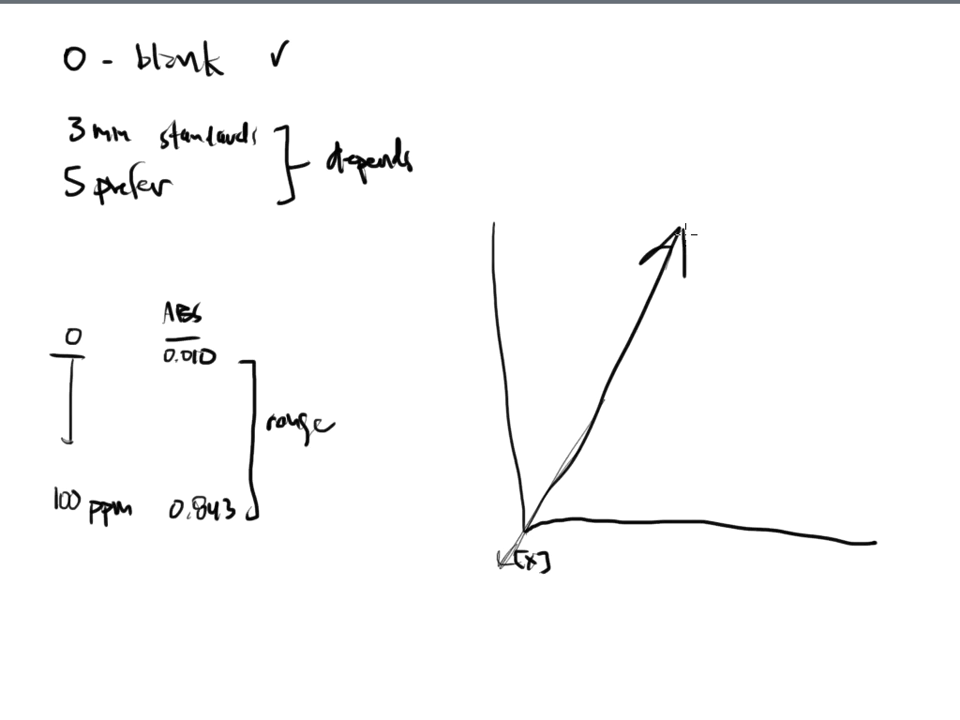 0 - blank ✓
3 min standards
5 prefer
depends
ABS
0
0.010
range
100 ppm 0.843
[x]